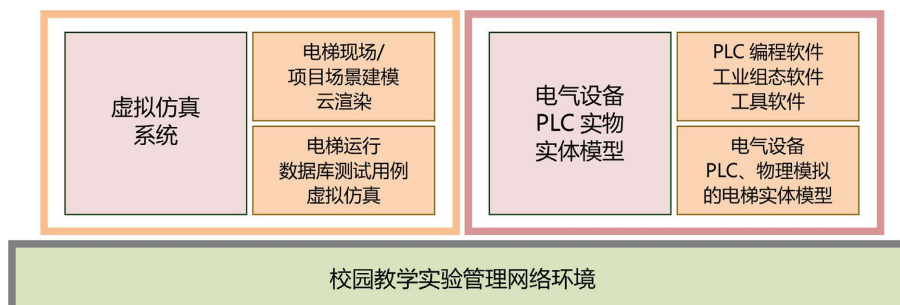 虚拟仿真
系统
电梯现场/
项目场景建模
云渲染
电梯运行
数据库测试用例
虚拟仿真
电气设备
PLC 实物
实体模型
PLC 编程软件
工业组态软件
工具软件
电气设备
PLC、物理模拟
的电梯实体模型
校园教学实验管理网络环境